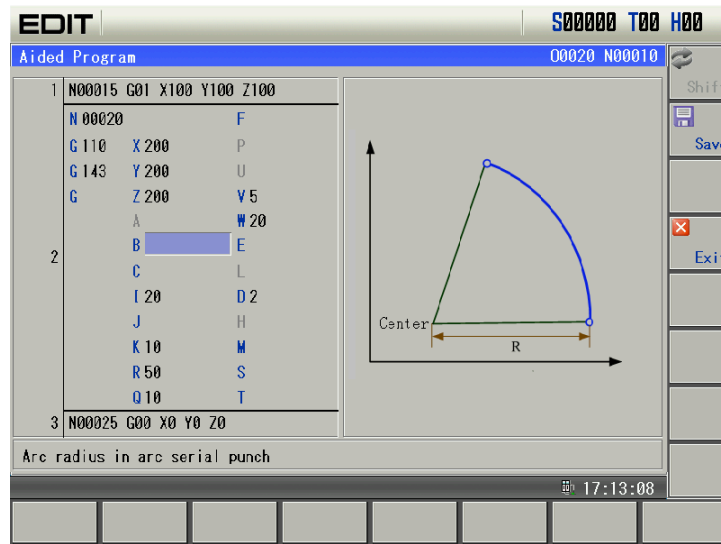 EDIT S00000 T00 H00
Aided Program O0020 N00010
Shif
Save
Exit
1 N00015 G01 X100 Y100 Z100
2
N 00020 F
G 110 X 200 P
G 143 Y 200 U
G Z 200 V 5
A W 20
B E
C L
I 20 D 2
J H
K 10 M
R 50 S
Q 10 T
Center
R
3 N00025 G00 X0 Y0 Z0
Arc radius in arc serial punch
17:13:08